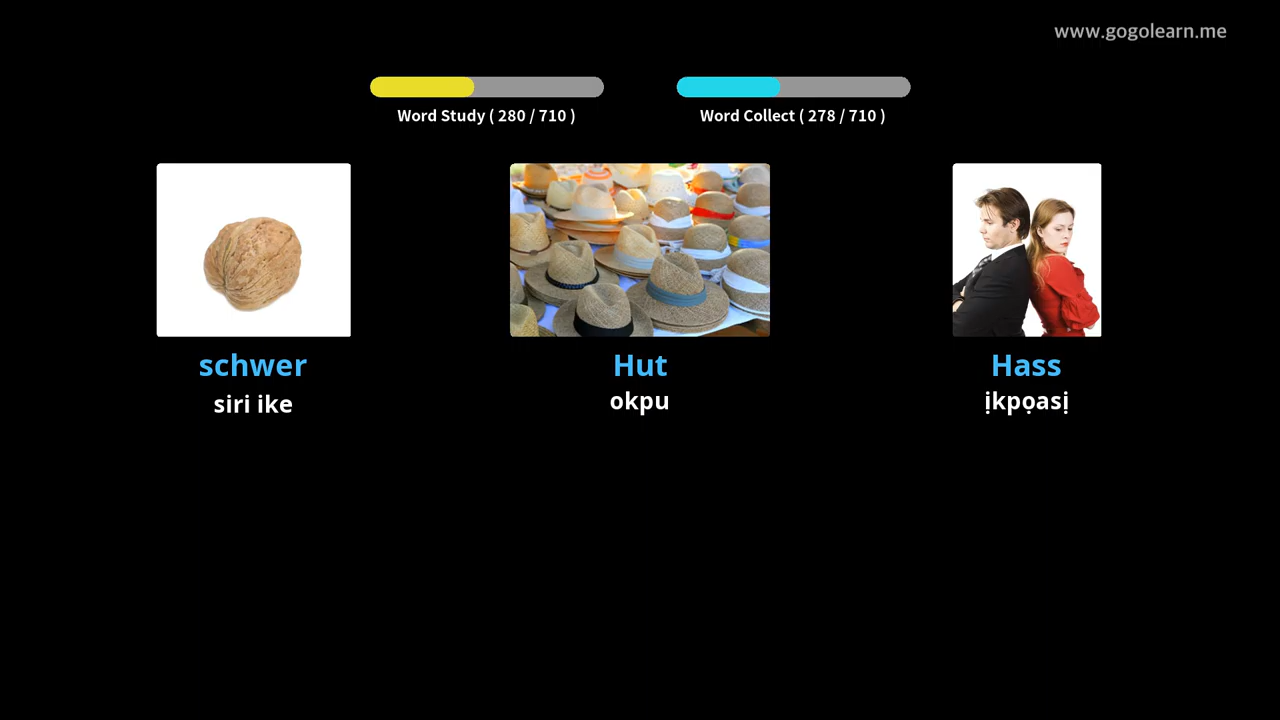 www.gogolearn.me
Word Study ( 280 / 710 )
Word Collect ( 278 / 710 )
schwer
siri ike
Hut
okpu
Hass
ịkpọasị